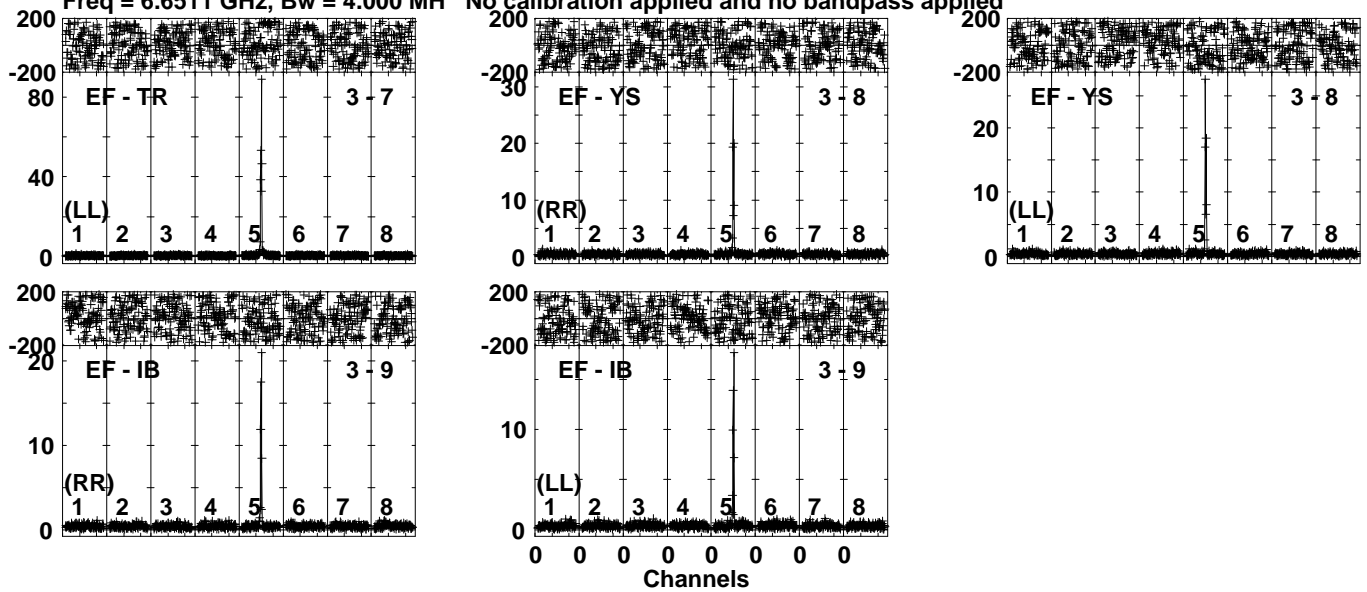 Freq = 6.6511 GHz, Bw = 4.000 MH No calibration applied and no bandpass applied
200
-200
80
40
0
EF - TR 3 - 7
(LL)
1 2 3 4 5 6 7 8
200
-200
30
20
10
0
EF - YS 3 - 8
(RR)
1 2 3 4 5 6 7 8
200
-200
20
10
0
EF - YS 3 - 8
(LL)
1 2 3 4 5 6 7 8
200
-200
20
10
0
EF - IB 3 - 9
(RR)
1 2 3 4 5 6 7 8
200
-200
10
0
EF - IB 3 - 9
(LL)
1 2 3 4 5 6 7 8
0 0 0 0 0 0 0 0
Channels